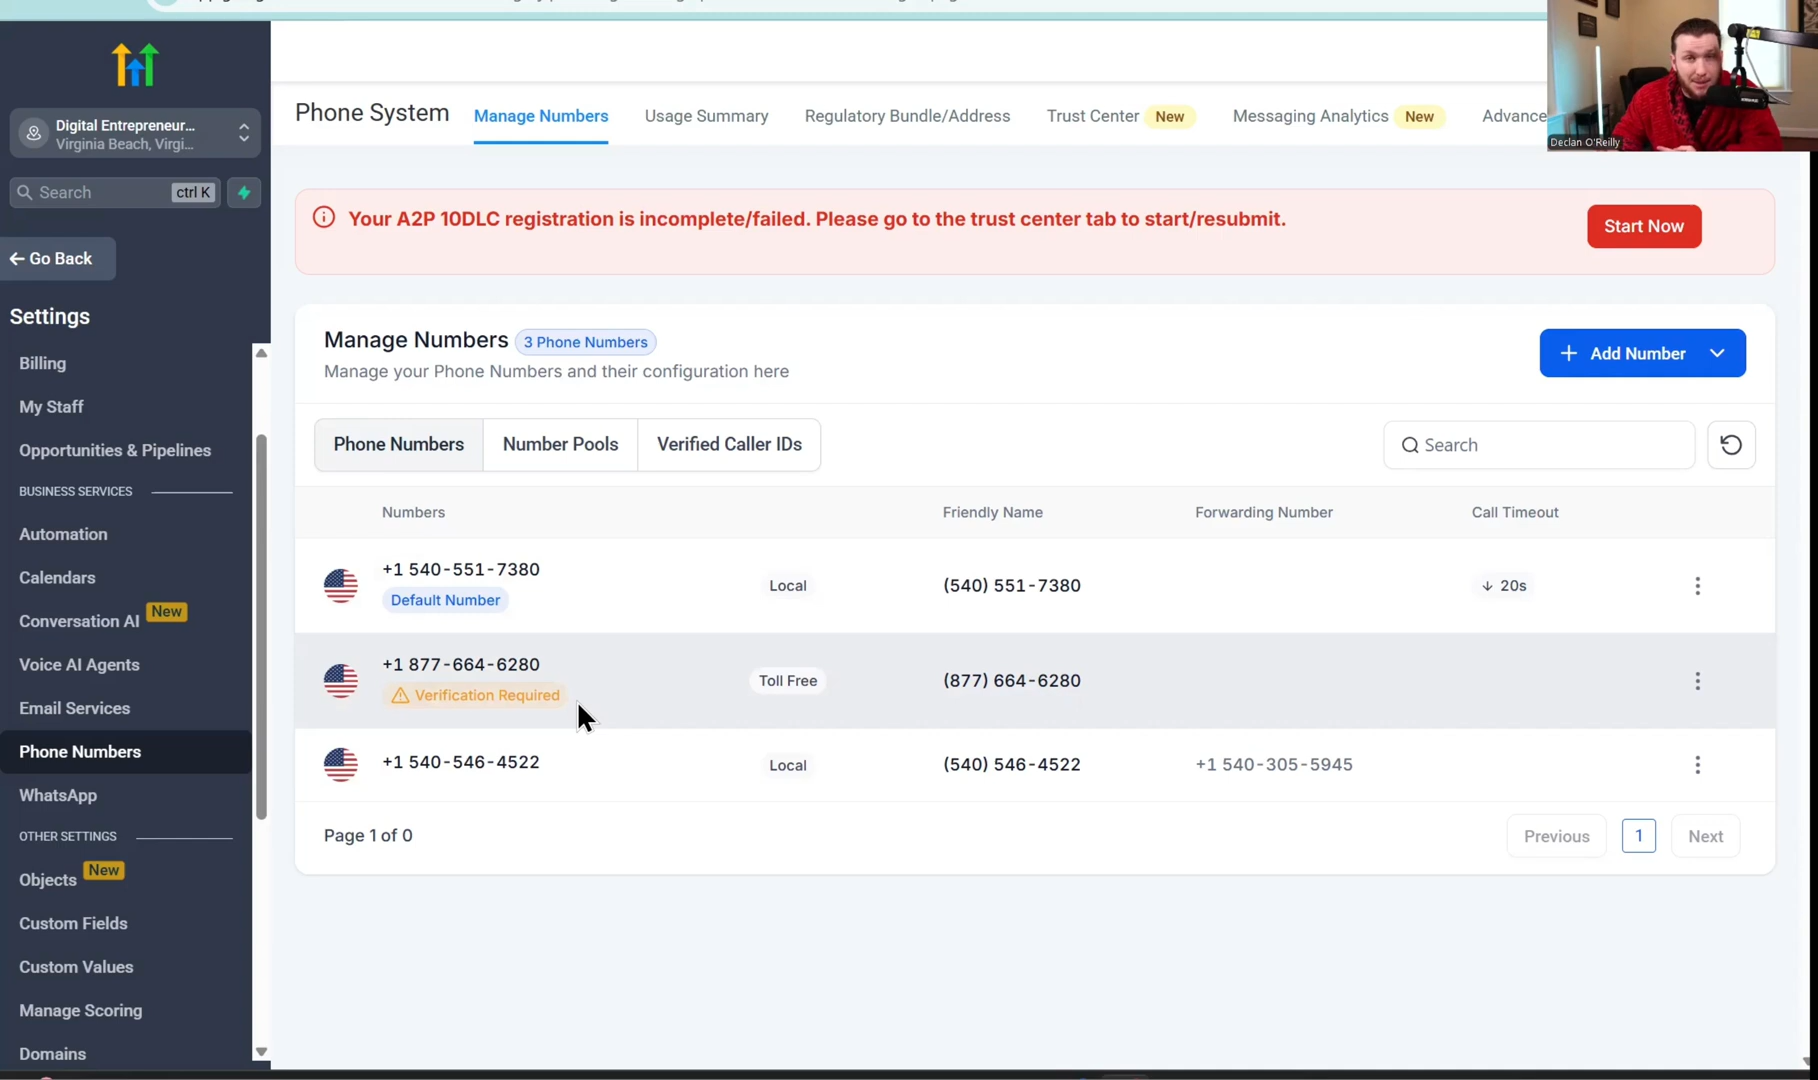 Digital Entrepreneur...
Virginia Beach, Virgi...
Search
ctrl K
Go Back
Settings
Billing
My Staff
Opportunities & Pipelines
BUSINESS SERVICES
Automation
Calendars
Conversation AI New
Voice AI Agents
Email Services
Phone Numbers
WhatsApp
OTHER SETTINGS
Objects New
Custom Fields
Custom Values
Manage Scoring
Domains
Phone System
Manage Numbers
Usage Summary
Regulatory Bundle/Address
Trust Center New
Messaging Analytics New
Advance
Declan O'Reilly
Your A2P 10DLC registration is incomplete/failed. Please go to the trust center tab to start/resubmit.
Start Now
Manage Numbers 3 Phone Numbers
Manage your Phone Numbers and their configuration here
+ Add Number
Phone Numbers
Number Pools
Verified Caller IDs
Search
Numbers Friendly Name Forwarding Number Call Timeout
+1 540-551-7380
Default Number
Local
(540) 551-7380
↓ 20s
+1 877-664-6280
Verification Required
Toll Free
(877) 664-6280
+1 540-546-4522
Local
(540) 546-4522
+1 540-305-5945
Page 1 of 0
Previous
1
Next